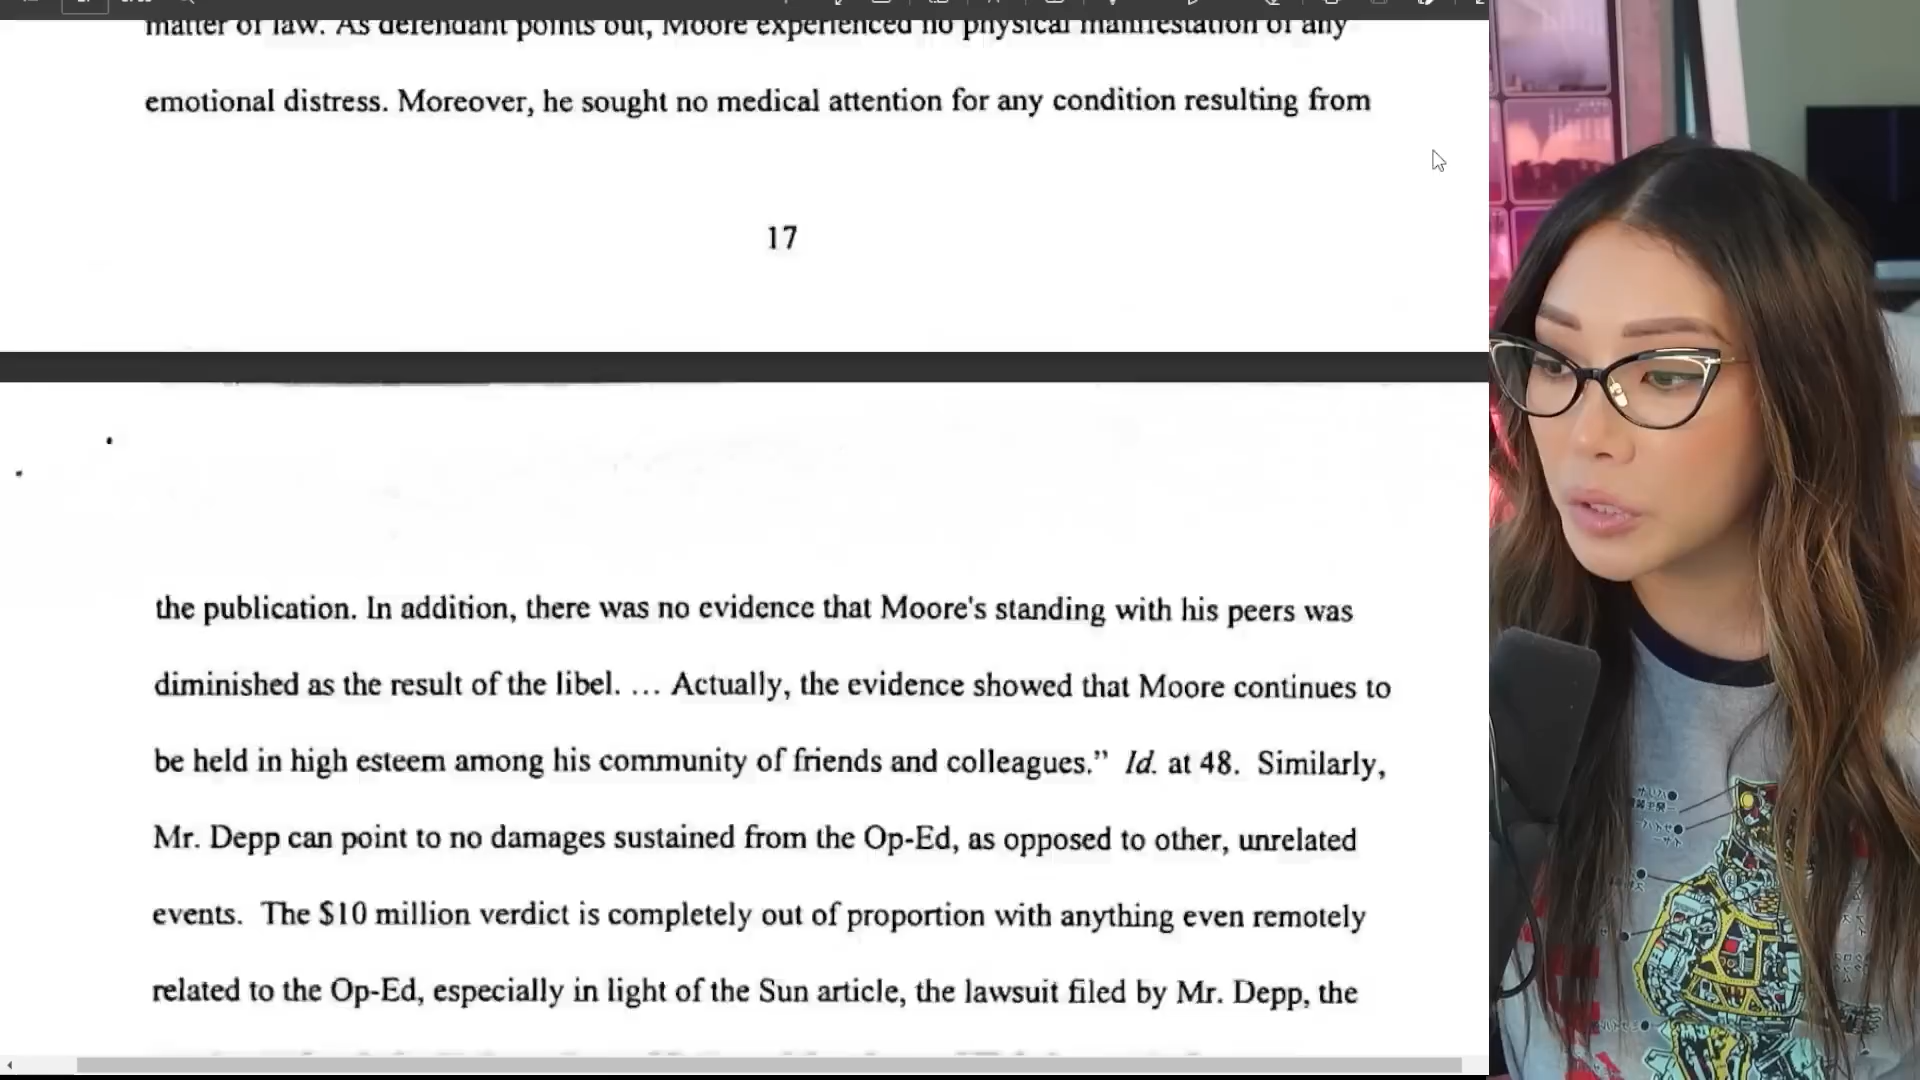 matter of law. As defendant points out, Moore experienced no physical manifestation of any
emotional distress. Moreover, he sought no medical attention for any condition resulting from
17
the publication. In addition, there was no evidence that Moore's standing with his peers was
diminished as the result of the libel. … Actually, the evidence showed that Moore continues to
be held in high esteem among his community of friends and colleagues.” Id. at 48. Similarly,
Mr. Depp can point to no damages sustained from the Op-Ed, as opposed to other, unrelated
events. The $10 million verdict is completely out of proportion with anything even remotely
related to the Op-Ed, especially in light of the Sun article, the lawsuit filed by Mr. Depp, the